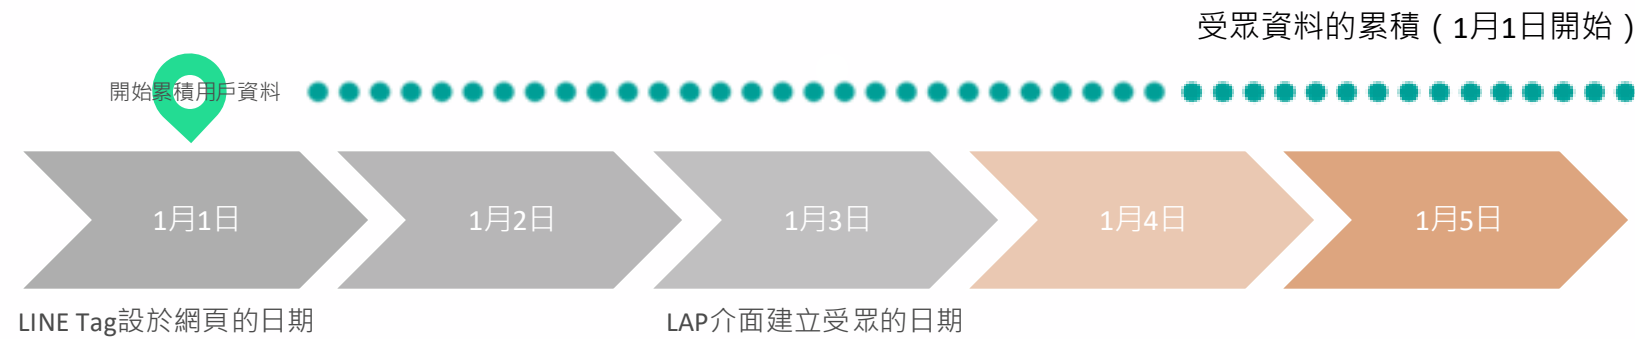 受眾資料的累積（1月1日開始）
開始累積用戶資料
1月1日
1月2日
1月3日
1月4日
1月5日
LINE Tag設於網頁的日期
LAP介面建立受眾的日期